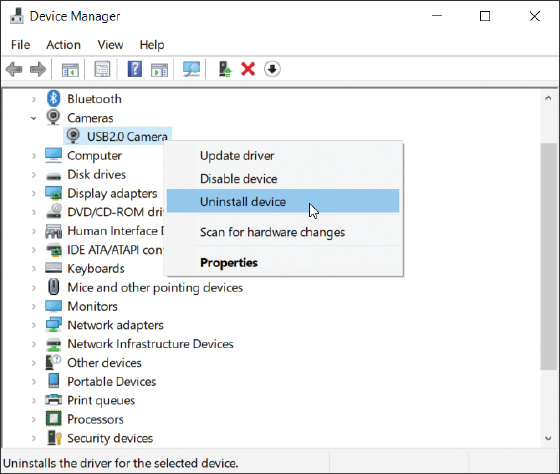 Device Manager
File Action View Help
Bluetooth
Cameras
USB2.0 Camera
Update driver
Disable device
Uninstall device
Scan for hardware changes
Properties
Computer
Disk drives
Display adapters
DVD/CD-ROM dri
Human Interface D
IDE ATA/ATAPI con
Keyboards
Mice and other pointing devices
Monitors
Network adapters
Network Infrastructure Devices
Other devices
Portable Devices
Print queues
Processors
Security devices
Uninstalls the driver for the selected device.